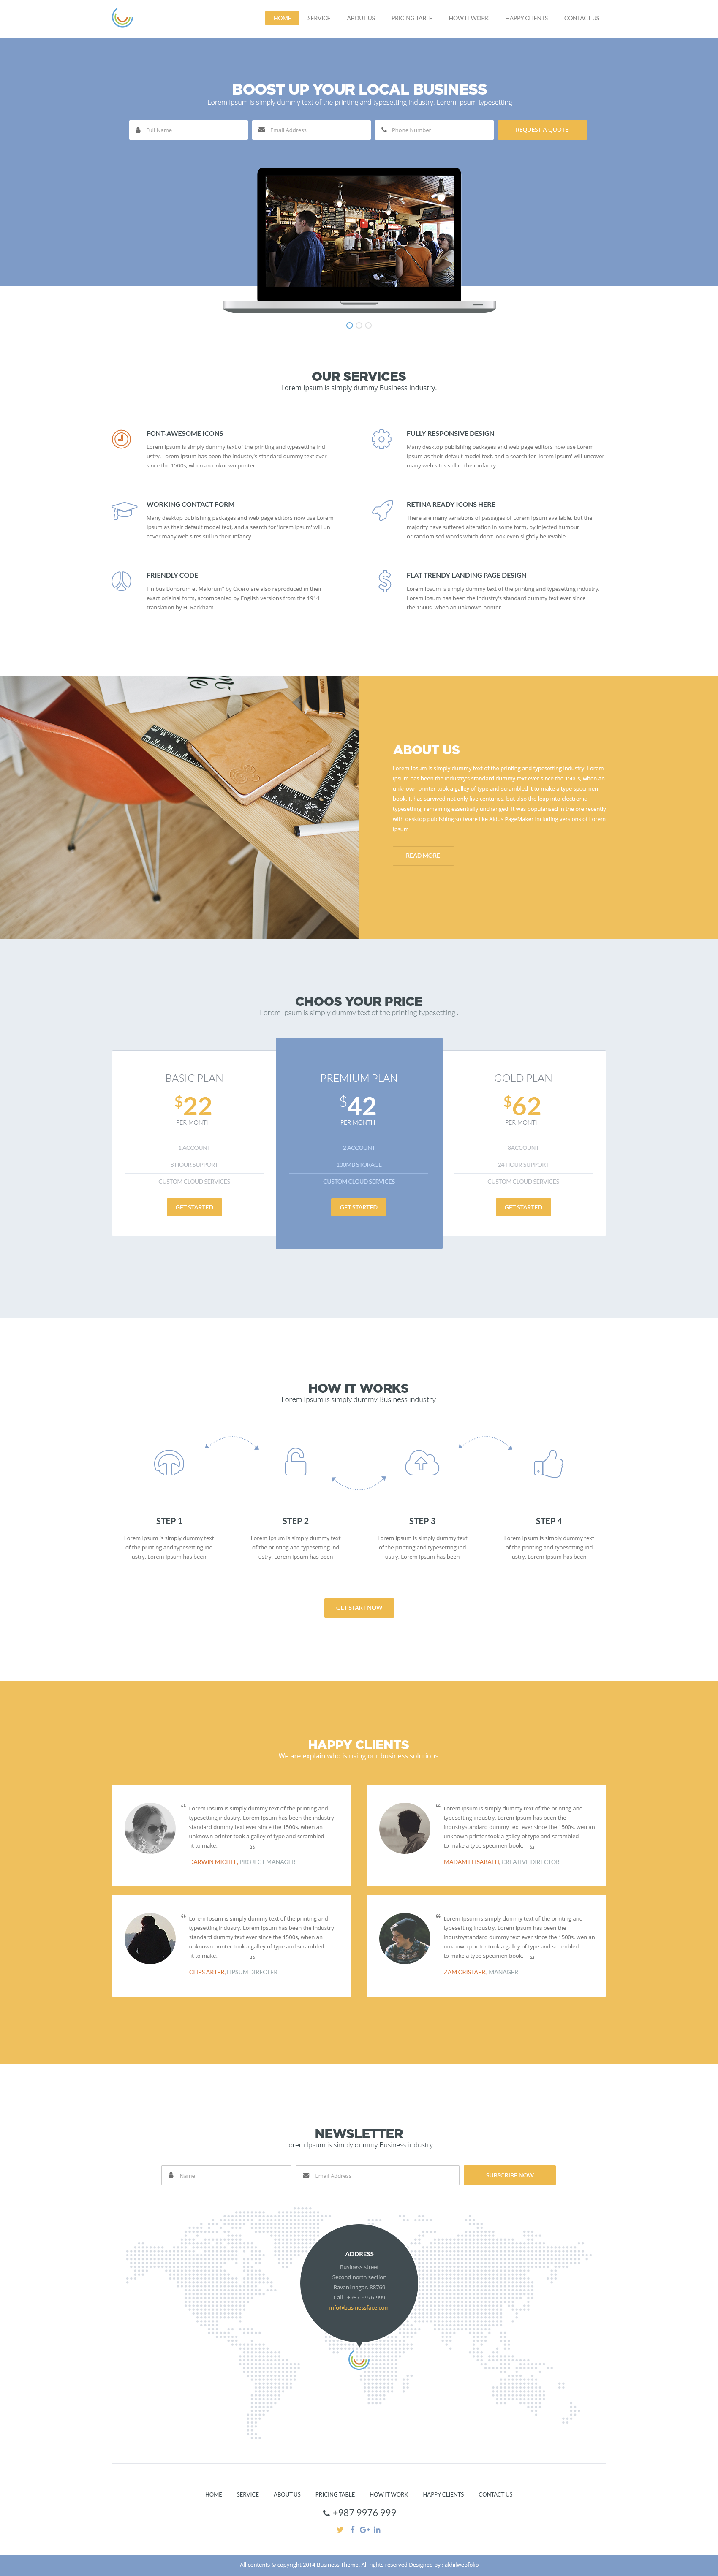 HOME SERVICE ABOUT US PRICING TABLE HOW IT WORK HAPPY CLIENTS CONTACT US
BOOST UP YOUR LOCAL BUSINESS
Lorem Ipsum is simply dummy text of the printing and typesetting industry. Lorem Ipsum typesetting
Full Name
Email Address
Phone Number
REQUEST A QUOTE
OUR SERVICES
Lorem Ipsum is simply dummy Business industry.
FONT-AWESOME ICONS
Lorem Ipsum is simply dummy text of the printing and typesetting ind
ustry. Lorem Ipsum has been the industry's standard dummy text ever
since the 1500s, when an unknown printer.
FULLY RESPONSIVE DESIGN
Many desktop publishing packages and web page editors now use Lorem
Ipsum as their default model text, and a search for 'lorem ipsum' will uncover
many web sites still in their infancy
WORKING CONTACT FORM
Many desktop publishing packages and web page editors now use Lorem
Ipsum as their default model text, and a search for 'lorem ipsum' will un
cover many web sites still in their infancy
RETINA READY ICONS HERE
There are many variations of passages of Lorem Ipsum available, but the
majority have suffered alteration in some form, by injected humour
or randomised words which don't look even slightly believable.
FRIENDLY CODE
Finibus Bonorum et Malorum" by Cicero are also reproduced in their
exact original form, accompanied by English versions from the 1914
translation by H. Rackham
FLAT TRENDY LANDING PAGE DESIGN
Lorem Ipsum is simply dummy text of the printing and typesetting industry.
Lorem Ipsum has been the industry's standard dummy text ever since
the 1500s, when an unknown printer.
ABOUT US
Lorem Ipsum is simply dummy text of the printing and typesetting industry. Lorem
Ipsum has been the industry's standard dummy text ever since the 1500s, when an
unknown printer took a galley of type and scrambled it to make a type specimen
book. It has survived not only five centuries, but also the leap into electronic
typesetting, remaining essentially unchanged. It was popularised in the ore recently
with desktop publishing software like Aldus PageMaker including versions of Lorem
Ipsum
READ MORE
CHOOS YOUR PRICE
Lorem Ipsum is simply dummy text of the printing typesetting .
BASIC PLAN
$22
PER MONTH
1 ACCOUNT
8 HOUR SUPPORT
CUSTOM CLOUD SERVICES
GET STARTED
PREMIUM PLAN
$42
PER MONTH
2 ACCOUNT
100MB STORAGE
CUSTOM CLOUD SERVICES
GET STARTED
GOLD PLAN
$62
PER MONTH
8ACCOUNT
24 HOUR SUPPORT
CUSTOM CLOUD SERVICES
GET STARTED
HOW IT WORKS
Lorem Ipsum is simply dummy Business industry
STEP 1
Lorem Ipsum is simply dummy text
of the printing and typesetting ind
ustry. Lorem Ipsum has been
STEP 2
Lorem Ipsum is simply dummy text
of the printing and typesetting ind
ustry. Lorem Ipsum has been
STEP 3
Lorem Ipsum is simply dummy text
of the printing and typesetting ind
ustry. Lorem Ipsum has been
STEP 4
Lorem Ipsum is simply dummy text
of the printing and typesetting ind
ustry. Lorem Ipsum has been
GET START NOW
HAPPY CLIENTS
We are explain who is using our business solutions
“ Lorem Ipsum is simply dummy text of the printing and
typesetting industry. Lorem Ipsum has been the industry
standard dummy text ever since the 1500s, when an
unknown printer took a galley of type and scrambled
it to make. “
DARWIN MICHLE, PROJECT MANAGER
“ Lorem Ipsum is simply dummy text of the printing and
typesetting industry. Lorem Ipsum has been the
industrystandard dummy text ever since the 1500s, wen an
unknown printer took a galley of type and scrambled
to make a type specimen book. “
MADAM ELISABATH, CREATIVE DIRECTOR
“ Lorem Ipsum is simply dummy text of the printing and
typesetting industry. Lorem Ipsum has been the industry
standard dummy text ever since the 1500s, when an
unknown printer took a galley of type and scrambled
it to make. “
CLIPS ARTER, LIPSUM DIRECTER
“ Lorem Ipsum is simply dummy text of the printing and
typesetting industry. Lorem Ipsum has been the
industrystandard dummy text ever since the 1500s, wen an
unknown printer took a galley of type and scrambled
to make a type specimen book. “
ZAM CRISTAFR, MANAGER
NEWSLETTER
Lorem Ipsum is simply dummy Business industry
Name
Email Address
SUBSCRIBE NOW
ADDRESS
Business street
Second north section
Bavani nagar. 88769
Call : +987-9976-999
info@businessface.com
HOME SERVICE ABOUT US PRICING TABLE HOW IT WORK HAPPY CLIENTS CONTACT US
+987 9976 999
All contents © copyright 2014 Business Theme. All rights reserved Designed by : akhilwebfolio